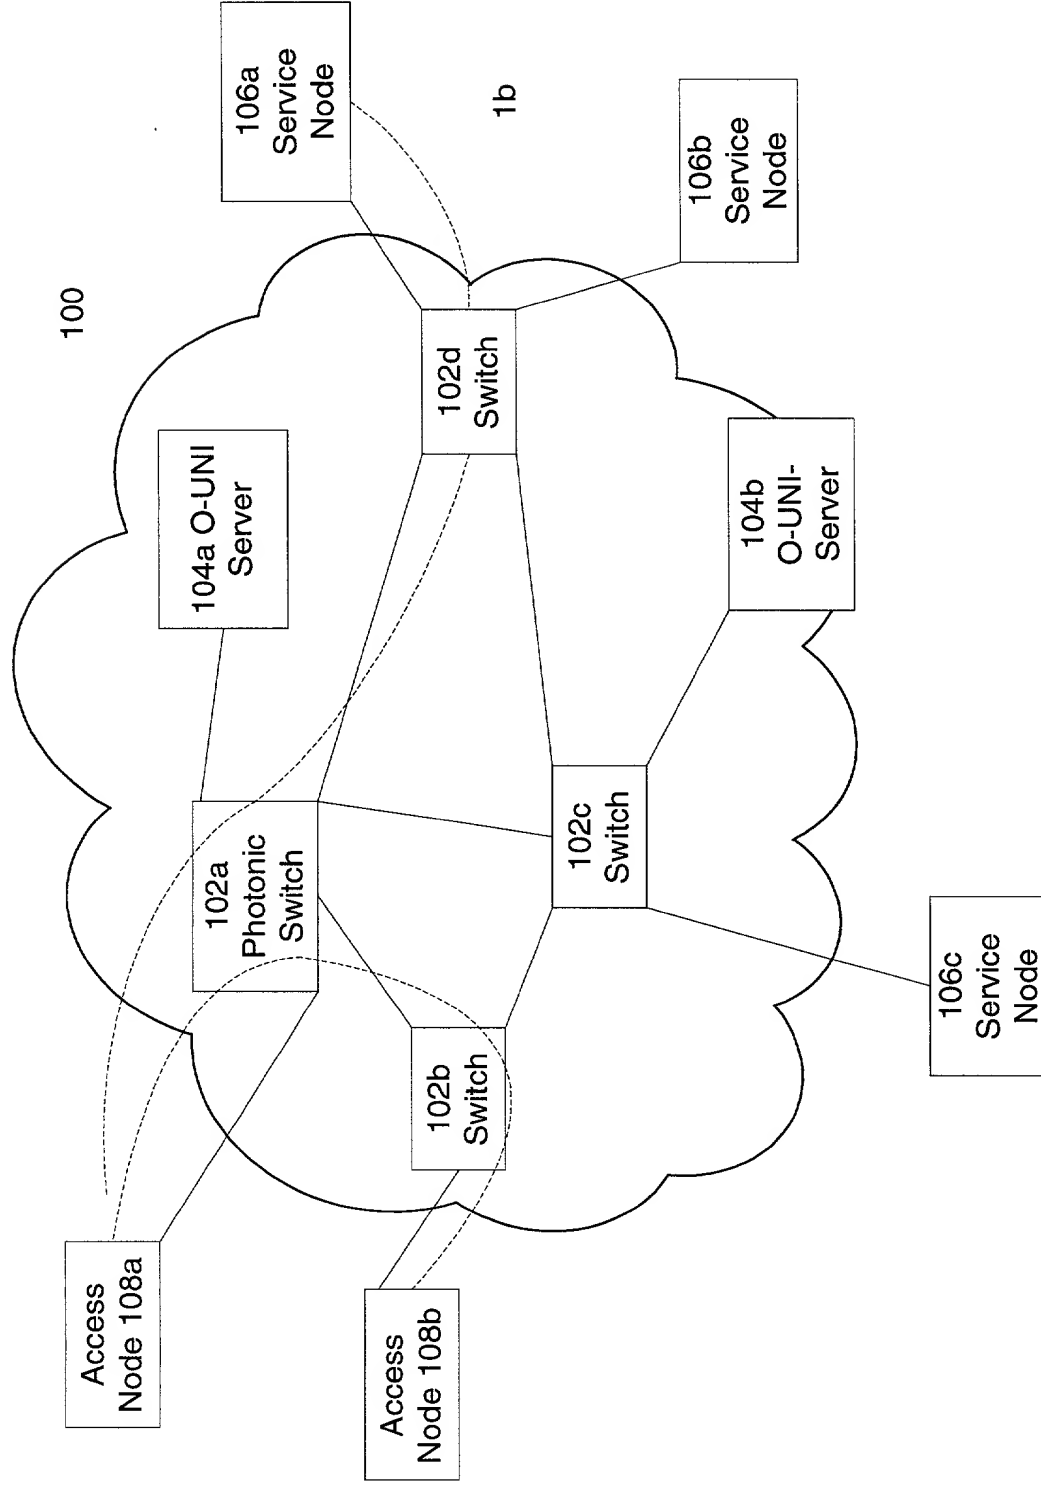 100
Access
Node 108a
102a
Photonic
Switch
104a O-UNI
Server
106a
Service
Node
Access
Node 108b
102b
Switch
102d
Switch
1b
102c
Switch
104b
O-UNI-
Server
106b
Service
Node
106c
Service
Node